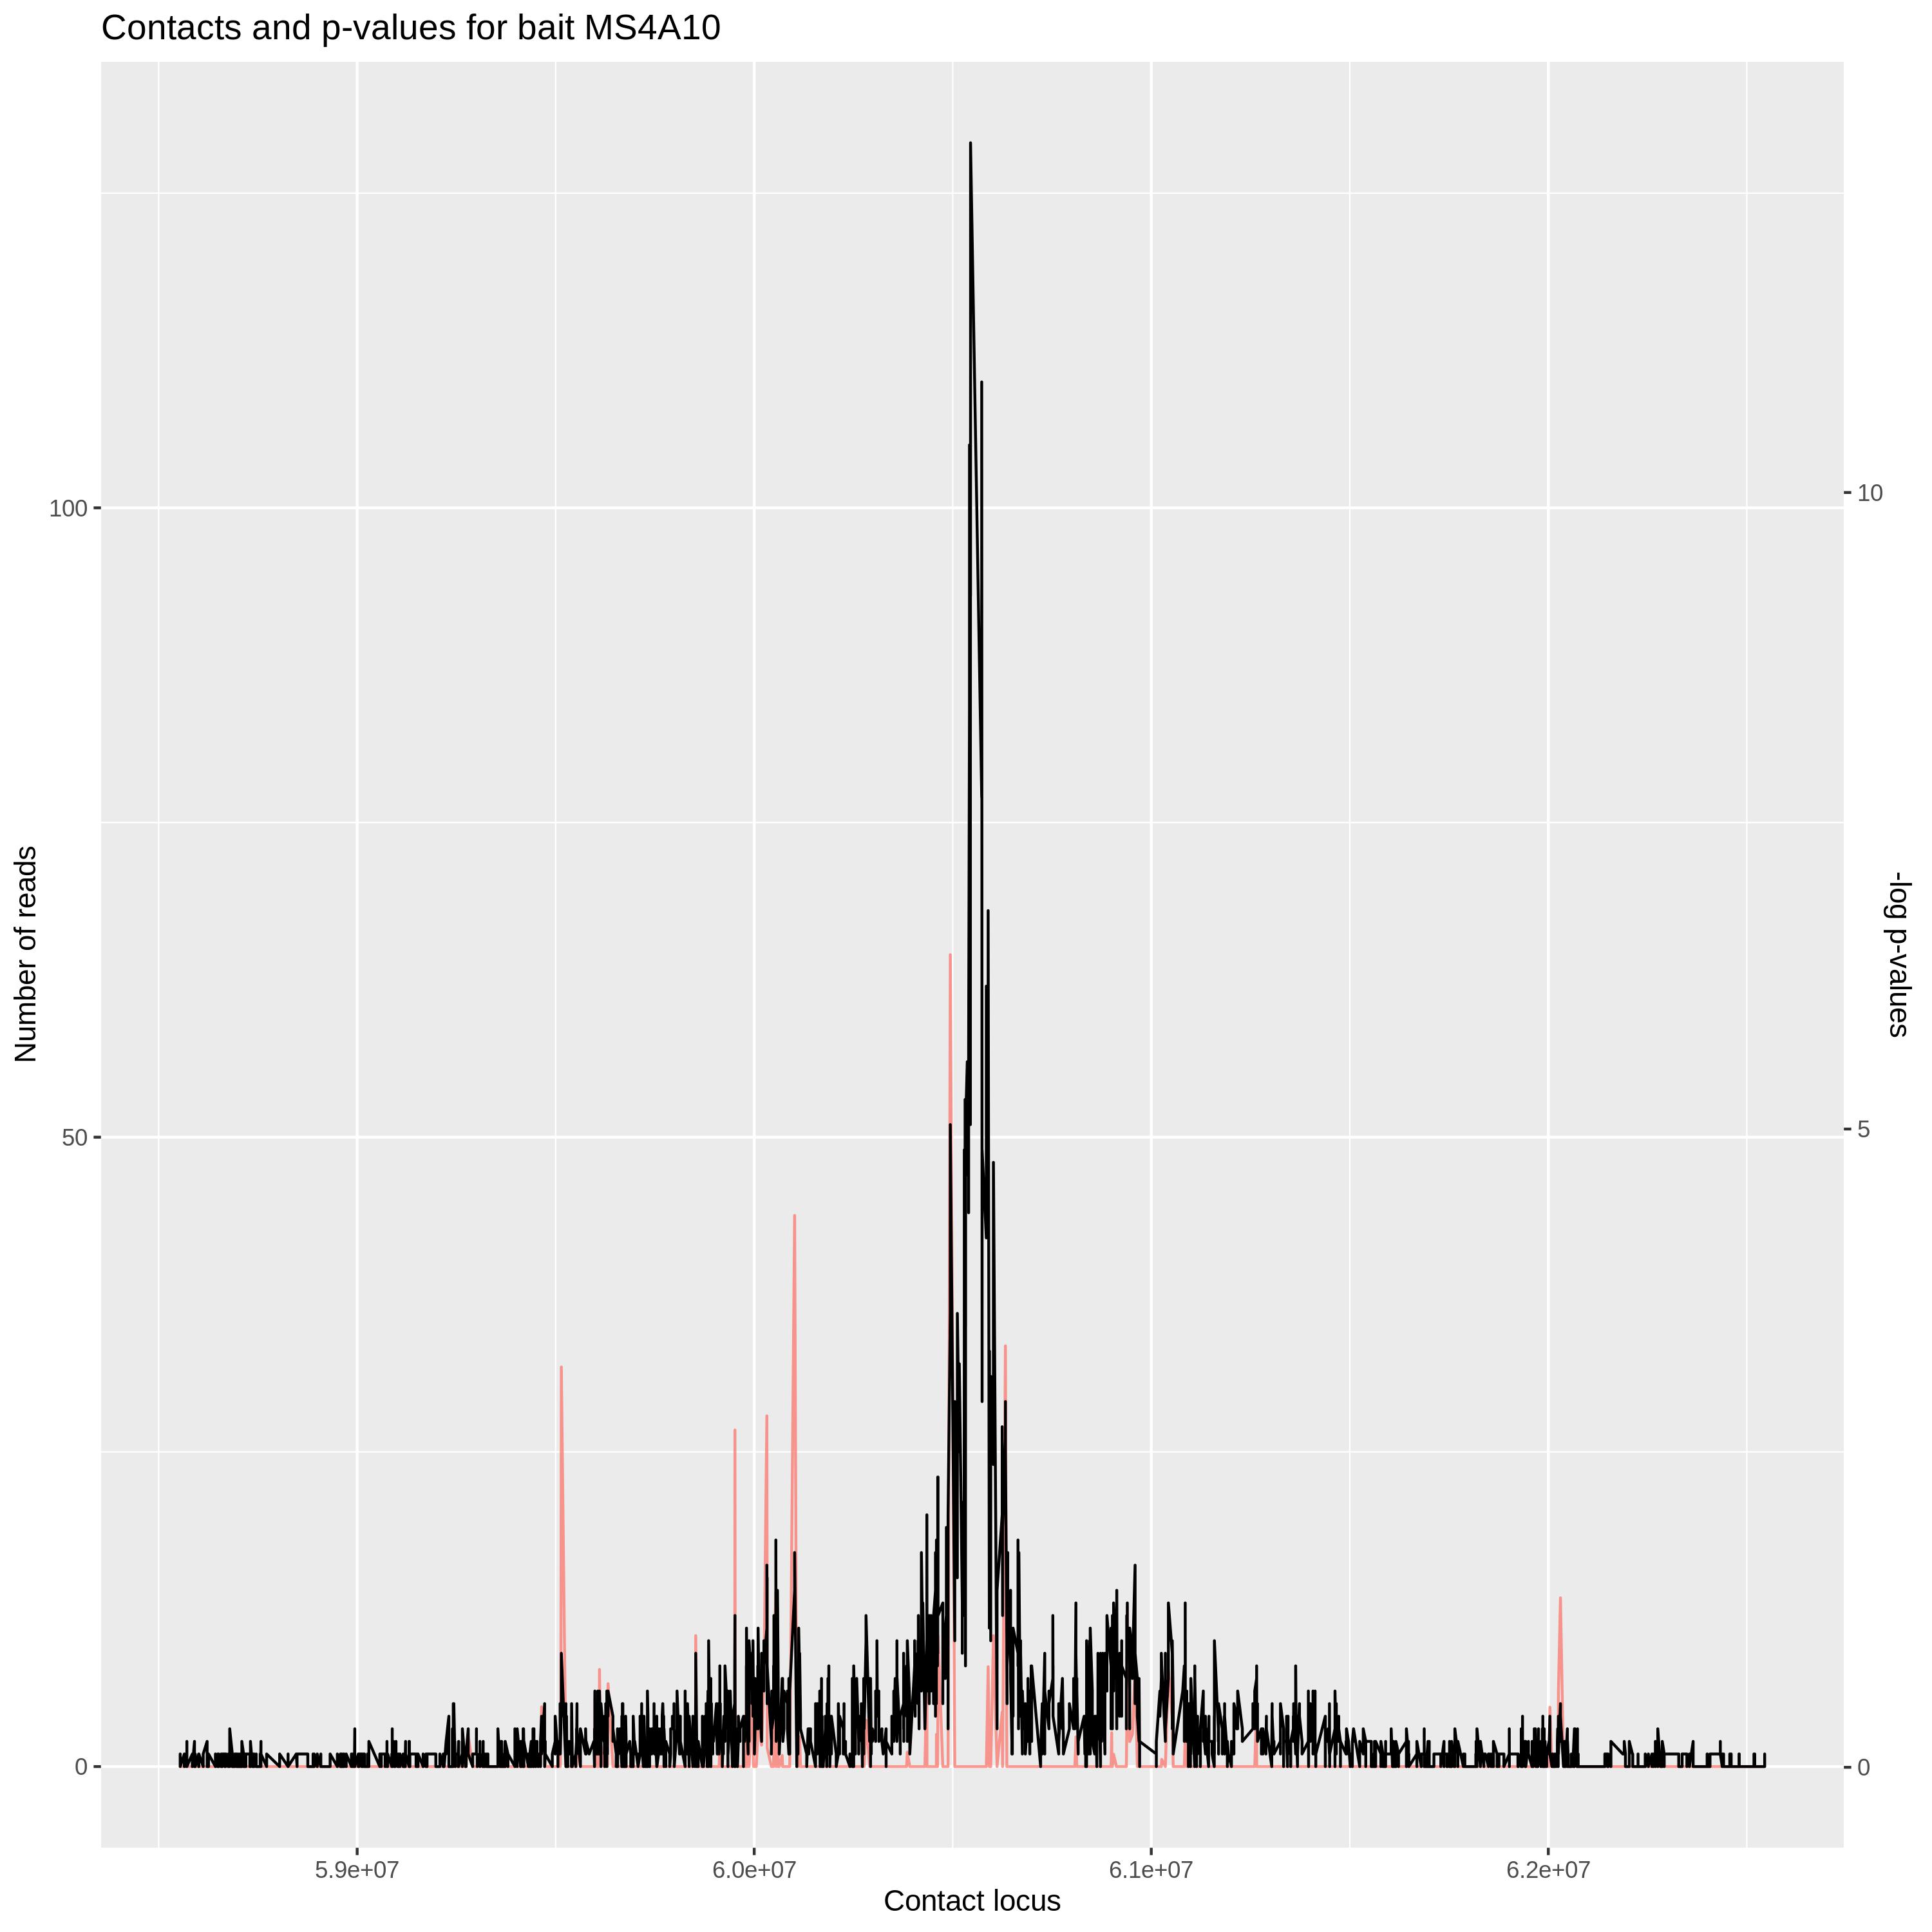 Contacts and p-values for bait MS4A10
Number of reads
100
50
0
10
5
0
-log p-values
5.9e+07
6.0e+07
6.1e+07
6.2e+07
Contact locus